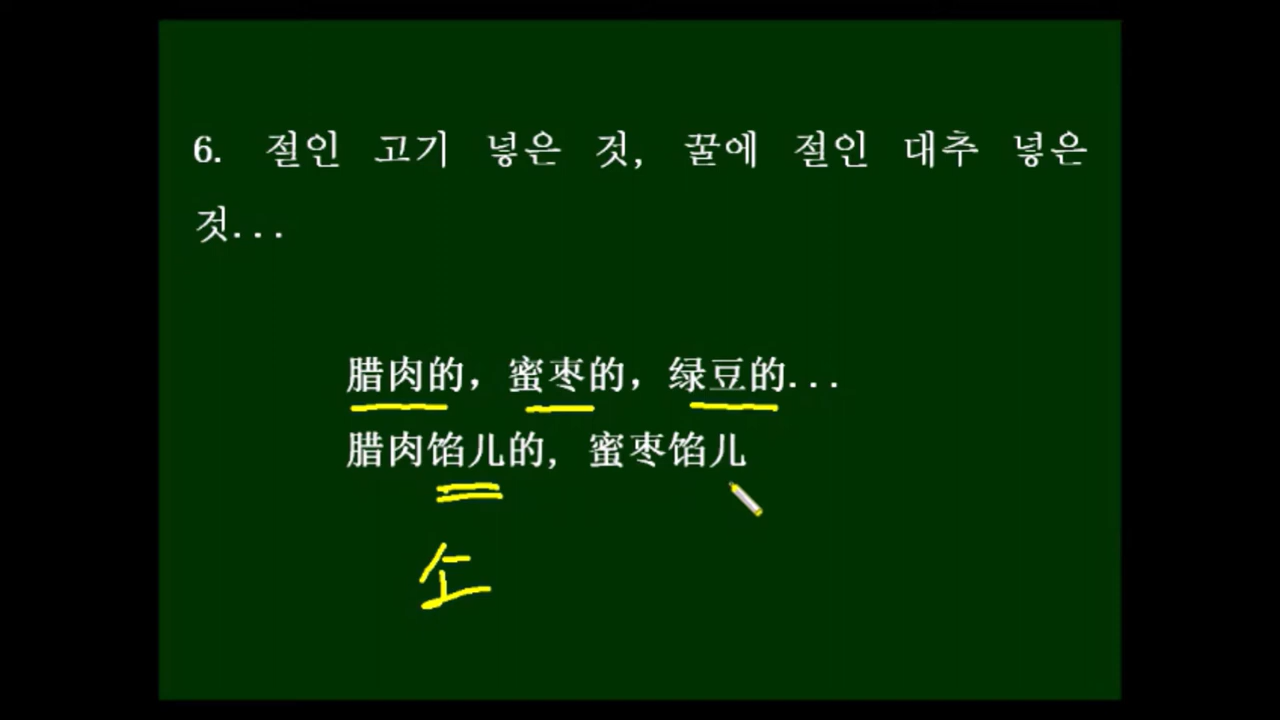 6. 절인 고기 넣은 것, 꿀에 절인 대추 넣은
것...
腊肉的，蜜枣的，绿豆的...
腊肉馅儿的, 蜜枣馅儿
소